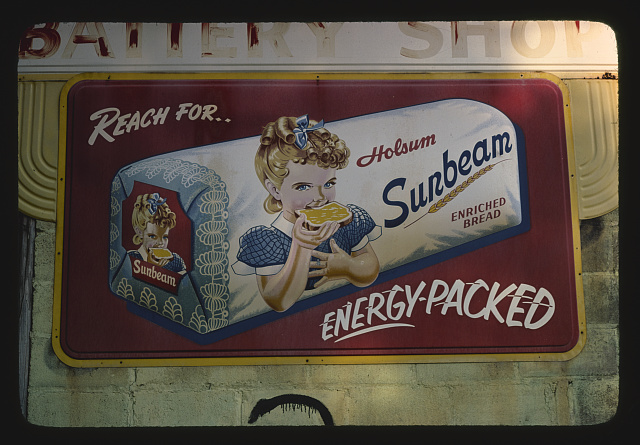 BATTERY SHOP
REACH FOR..
Holsum
Sunbeam
ENRICHED
BREAD
Sunbeam
ENERGY-PACKED